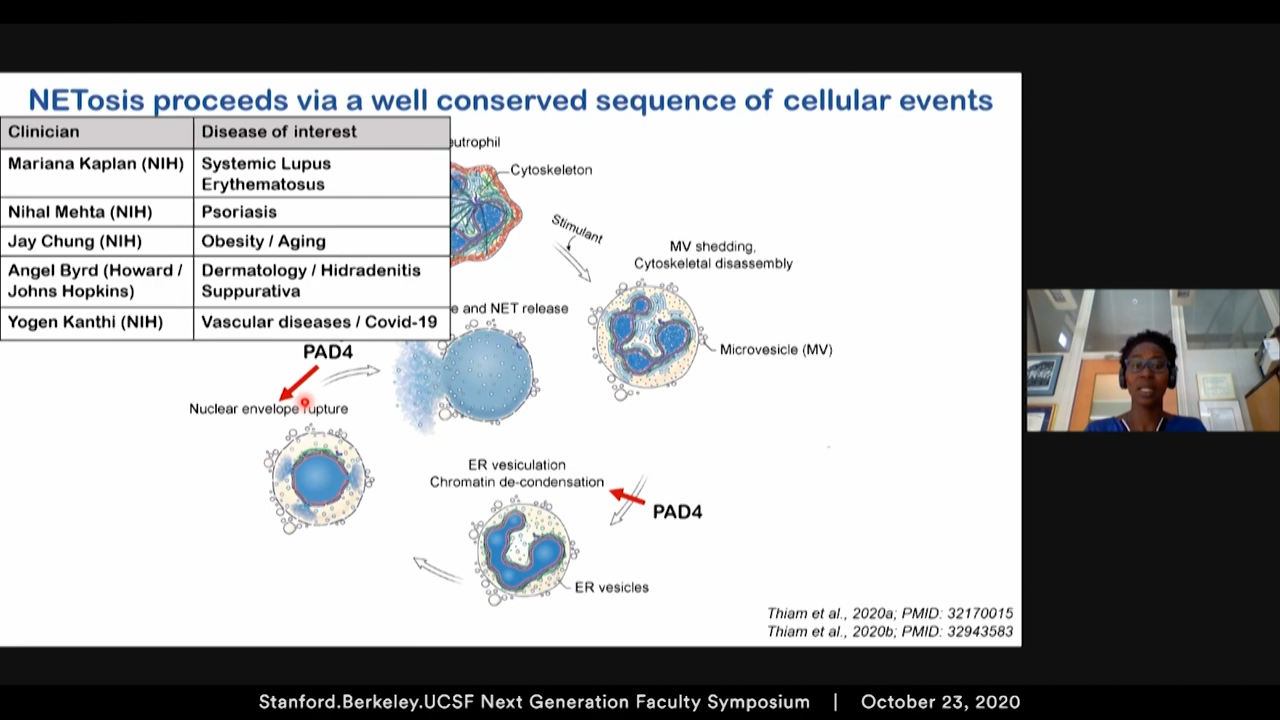 NETosis proceeds via a well conserved sequence of cellular events
Clinician
Disease of interest
Mariana Kaplan (NIH)
Systemic Lupus
Erythematosus
Nihal Mehta (NIH)
Psoriasis
Jay Chung (NIH)
Obesity / Aging
Angel Byrd (Howard /
Johns Hopkins)
Dermatology / Hidradenitis
Suppurativa
Yogen Kanthi (NIH)
Vascular diseases / Covid-19
eutrophil
Cytoskeleton
Stimulant
MV shedding,
Cytoskeletal disassembly
Microvesicle (MV)
e and NET release
PAD4
Nuclear envelope rupture
ER vesiculation
Chromatin de-condensation
PAD4
ER vesicles
Thiam et al., 2020a; PMID: 32170015
Thiam et al., 2020b; PMID: 32943583
Stanford.Berkeley.UCSF Next Generation Faculty Symposium | October 23, 2020